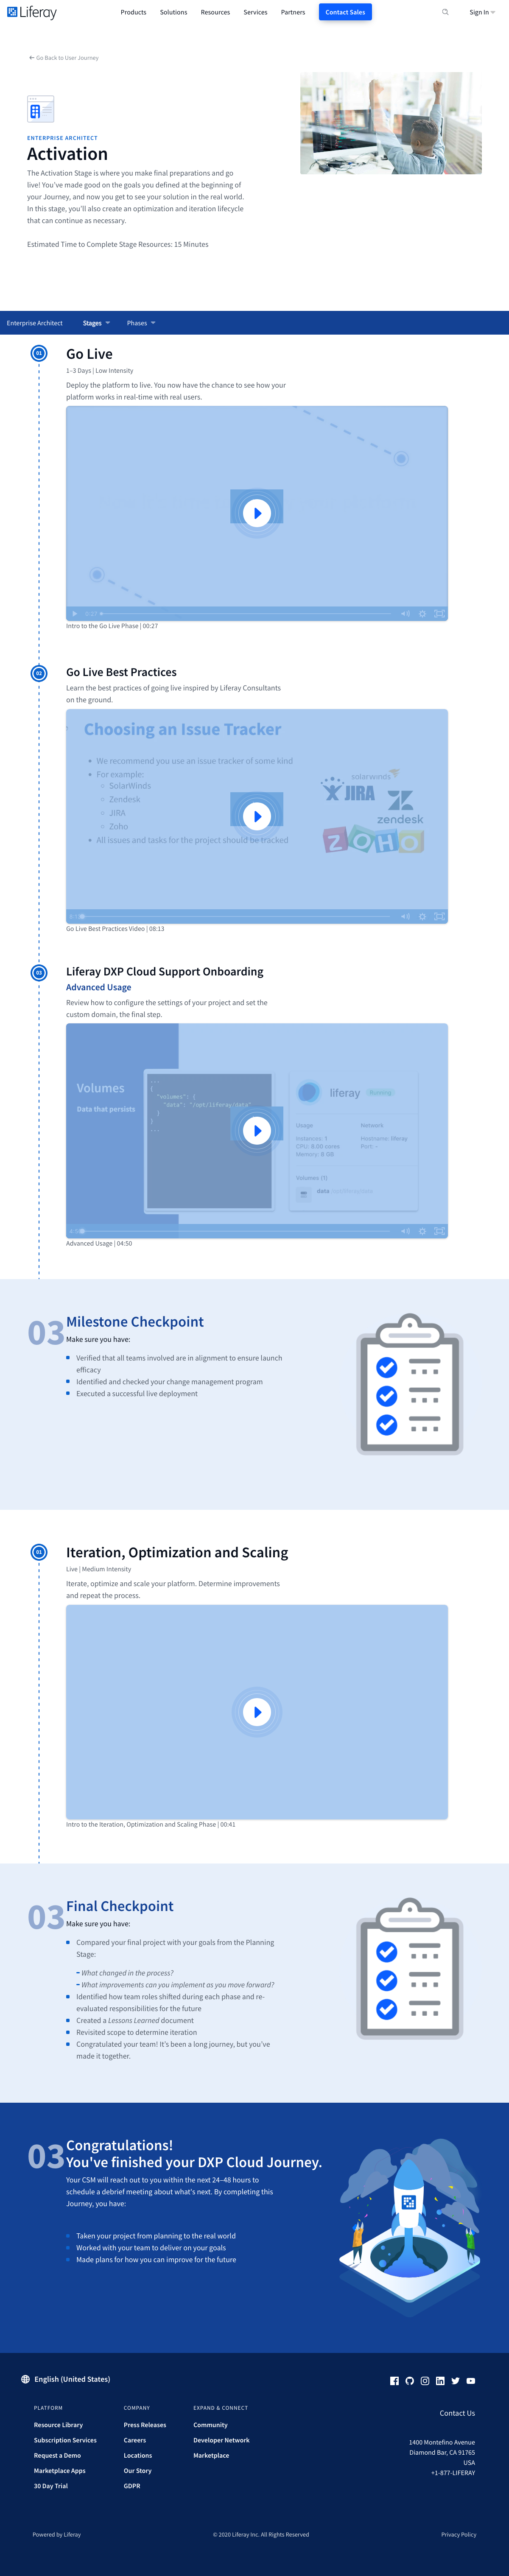 Liferay
Products
Solutions
Resources
Services
Partners
Contact Sales
Sign In
Go Back to User Journey
ENTERPRISE ARCHITECT
Activation
The Activation Stage is where you make final preparations and go
live! You've made good on the goals you defined at the beginning of
your Journey, and now you get to see your solution in the real world.
In this stage, you'll also create an optimization and iteration lifecycle
that can continue as necessary.
Estimated Time to Complete Stage Resources: 15 Minutes
Enterprise Architect
Stages
Phases
01
Go Live
1–3 Days | Low Intensity
Deploy the platform to live. You now have the chance to see how your
platform works in real-time with real users.
Intro to the Go Live Phase | 00:27
02
Go Live Best Practices
Learn the best practices of going live inspired by Liferay Consultants
on the ground.
Choosing an Issue Tracker
We recommend you use an issue tracker of some kind
For example:
SolarWinds
Zendesk
JIRA
Zoho
All issues and tasks for the project should be tracked
solarwinds
JIRA
zendesk
ZOHO
Go Live Best Practices Video | 08:13
03
Liferay DXP Cloud Support Onboarding
Advanced Usage
Review how to configure the settings of your project and set the
custom domain, the final step.
Volumes
Data that persists
...
{
"volumes": {
"data": "/opt/liferay/data"
}
}
...
liferay
Running
Usage
Network
Instances: 1
Hostname: liferay
Memory: 8 GB
Volumes (1)
data
Advanced Usage | 04:50
03
Milestone Checkpoint
Make sure you have:
Verified that all teams involved are in alignment to ensure launch
efficacy
Identified and checked your change management program
Executed a successful live deployment
01
Iteration, Optimization and Scaling
Live | Medium Intensity
Iterate, optimize and scale your platform. Determine improvements
and repeat the process.
Intro to the Iteration, Optimization and Scaling Phase | 00:41
03
Final Checkpoint
Make sure you have:
Compared your final project with your goals from the Planning
Stage:
– What changed in the process?
– What improvements can you implement as you move forward?
Identified how team roles shifted during each phase and re-
evaluated responsibilities for the future
Created a Lessons Learned document
Revisited scope to determine iteration
Congratulated your team! It's been a long journey, but you've
made it together.
03
Congratulations!
You've finished your DXP Cloud Journey.
Your CSM will reach out to you within the next 24–48 hours to
schedule a debrief meeting about what's next. By completing this
Journey, you have:
Taken your project from planning to the real world
Worked with your team to deliver on your goals
Made plans for how you can improve for the future
English (United States)
PLATFORM
Resource Library
Subscription Services
Request a Demo
Marketplace Apps
30 Day Trial
COMPANY
Press Releases
Careers
Locations
Our Story
GDPR
EXPAND & CONNECT
Community
Developer Network
Marketplace
Contact Us
1400 Montefino Avenue
Diamond Bar, CA 91765
USA
+1-877-LIFERAY
Powered by Liferay
© 2020 Liferay Inc. All Rights Reserved
Privacy Policy